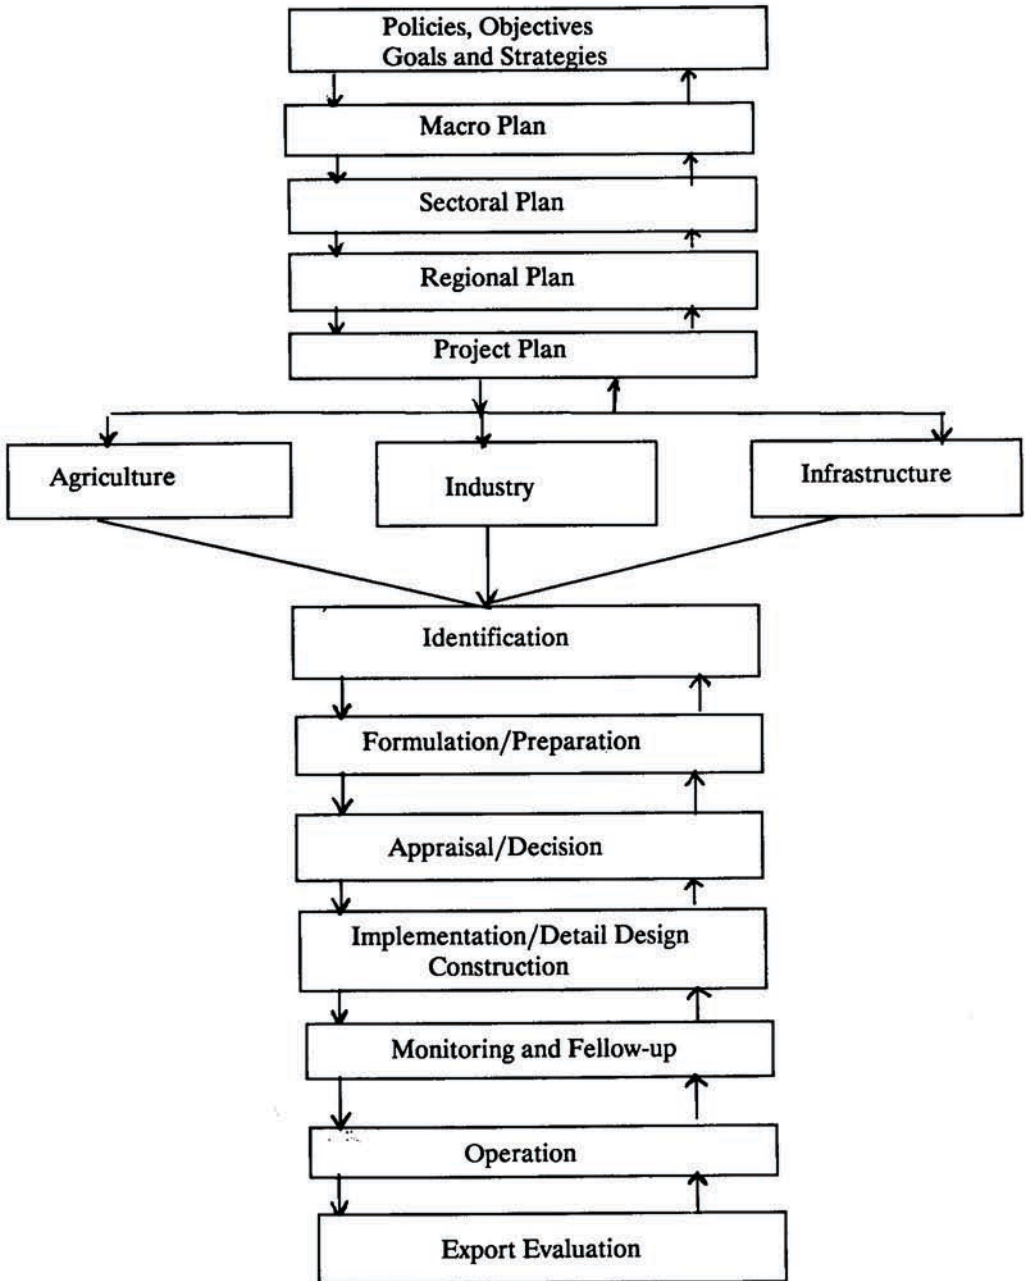 Policies, Objectives
Goals and Strategies
Macro Plan
Sectoral Plan
Regional Plan
Project Plan
Agriculture
Industry
Infrastructure
Identification
Formulation/Preparation
Appraisal/Decision
Implementation/Detail Design
Construction
Monitoring and Fellow-up
Operation
Export Evaluation